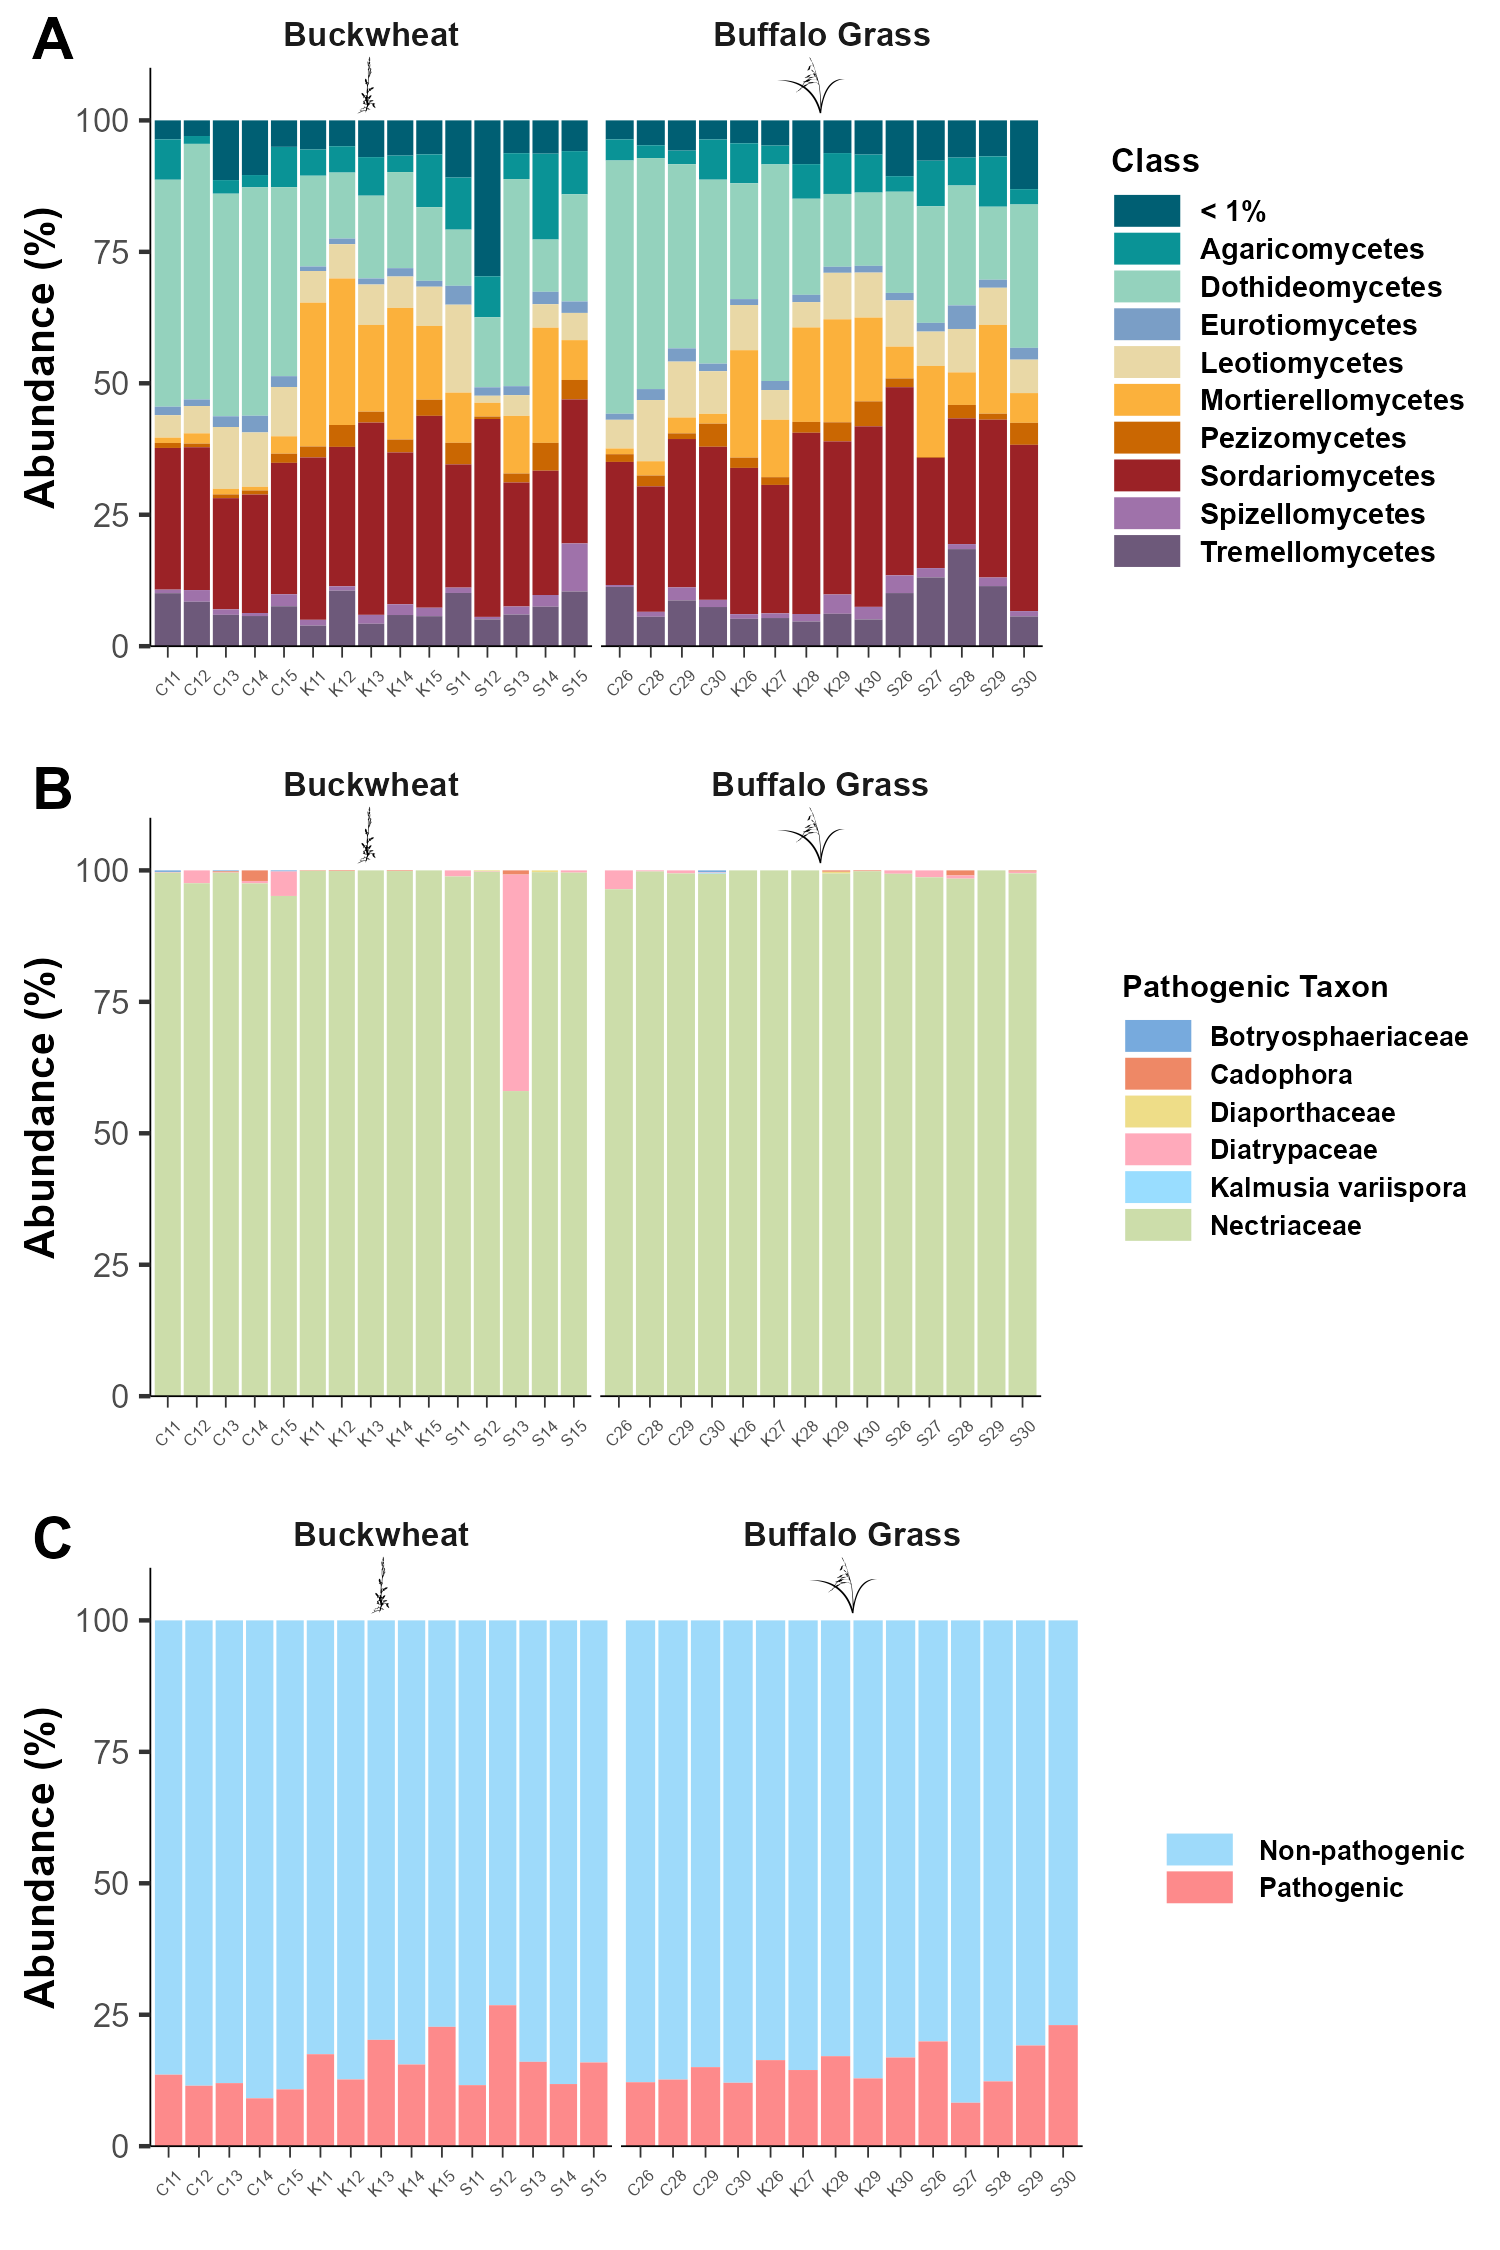 A
Buckwheat
Buffalo Grass
Abundance (%)
100
75
50
25
0
C11 C12 C13 C14 C15 K11 K12 K13 K14 K15 S11 S12 S13 S14 S15
C26 C28 C29 C30 K26 K27 K28 K29 K30 S26 S27 S28 S29 S30
Class
< 1%
Agaricomycetes
Dothideomycetes
Eurotiomycetes
Leotiomycetes
Mortierellomycetes
Pezizomycetes
Sordariomycetes
Spizellomycetes
Tremellomycetes
B
Buckwheat
Buffalo Grass
Abundance (%)
100
75
50
25
0
C11 C12 C13 C14 C15 K11 K12 K13 K14 K15 S11 S12 S13 S14 S15
C26 C28 C29 C30 K26 K27 K28 K29 K30 S26 S27 S28 S29 S30
Pathogenic Taxon
Botryosphaeriaceae
Cadophora
Diaporthaceae
Diatrypaceae
Kalmusia variispora
Nectriaceae
C
Buckwheat
Buffalo Grass
Abundance (%)
100
75
50
25
0
C11 C12 C13 C14 C15 K11 K12 K13 K14 K15 S11 S12 S13 S14 S15
C26 C28 C29 C30 K26 K27 K28 K29 K30 S26 S27 S28 S29 S30
Non-pathogenic
Pathogenic